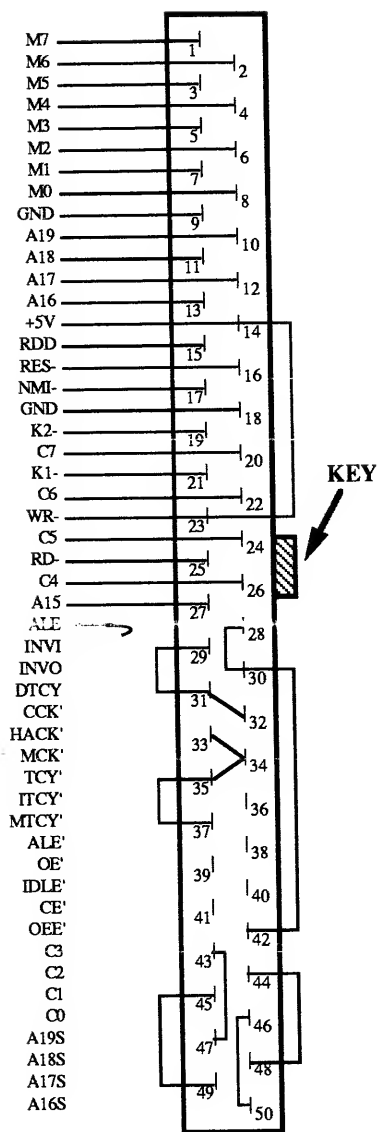 M7 1
M6 2
M5 3
M4 4
M3 5
M2 6
M1 7
M0 8
GND 9
A19 10
A18 11
A17 12
A16 13
+5V 14
RDD 15
RES- 16
NMI- 17
GND 18
K2- 19
C7 20
K1- 21
C6 22
KEY
WR- 23
C5 24
RD- 25
C4 26
A15 27
ALE 28
INVI 29
INVO 30
DTCY 31
CCK' 32
HACK' 33
MCK' 34
TCY' 35
ITCY' 36
MTCY' 37
ALE' 38
OE' 39
IDLE' 40
CE' 41
OEE' 42
C3 43
C2 44
C1 45
C0 46
A19S 47
A18S 48
A17S 49
A16S 50